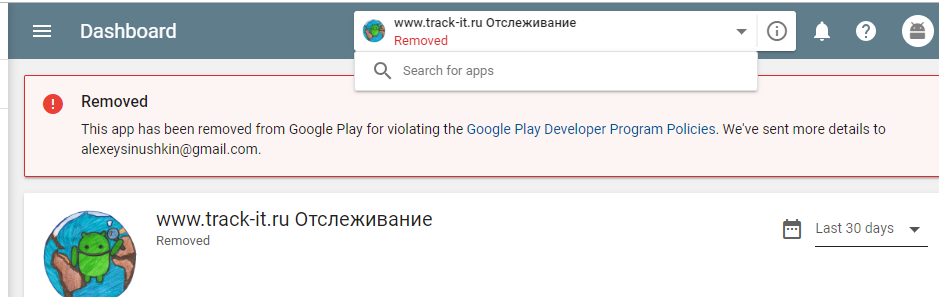 Dashboard
www.track-it.ru Отслеживание
Removed
Search for apps
Removed
This app has been removed from Google Play for violating the Google Play Developer Program Policies. We've sent more details to
alexeysinushkin@gmail.com.
www.track-it.ru Отслеживание
Removed
Last 30 days